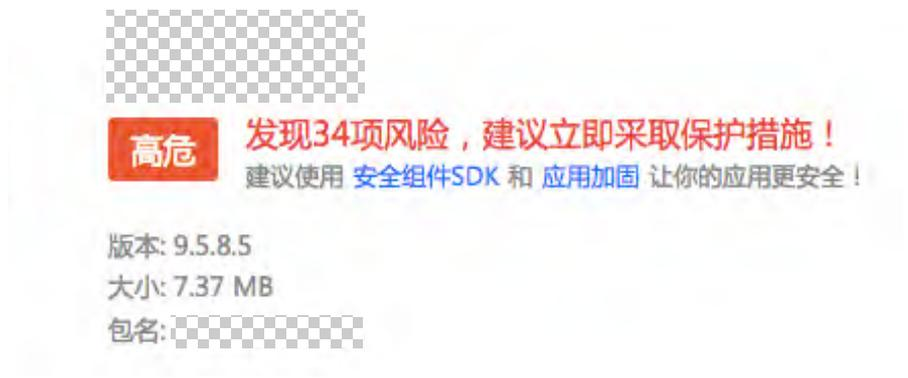 高危
发现34项风险，建议立即采取保护措施！
建议使用 安全组件SDK 和 应用加固 让你的应用更安全！
版本: 9.5.8.5
大小: 7.37 MB
包名: